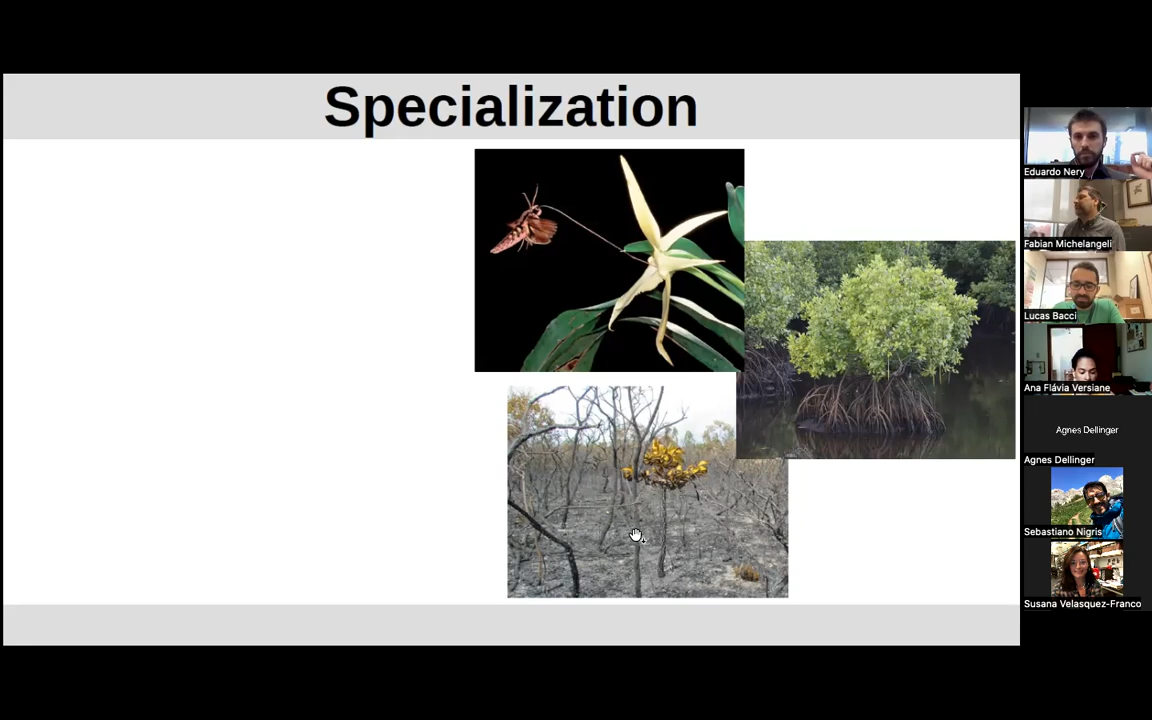 Specialization
Eduardo Nery
Fabian Michelangeli
Lucas Bacci
Ana Flávia Versiane
Agnes Dellinger
Agnes Dellinger
Sebastiano Nigris
Susana Velasquez-Franco